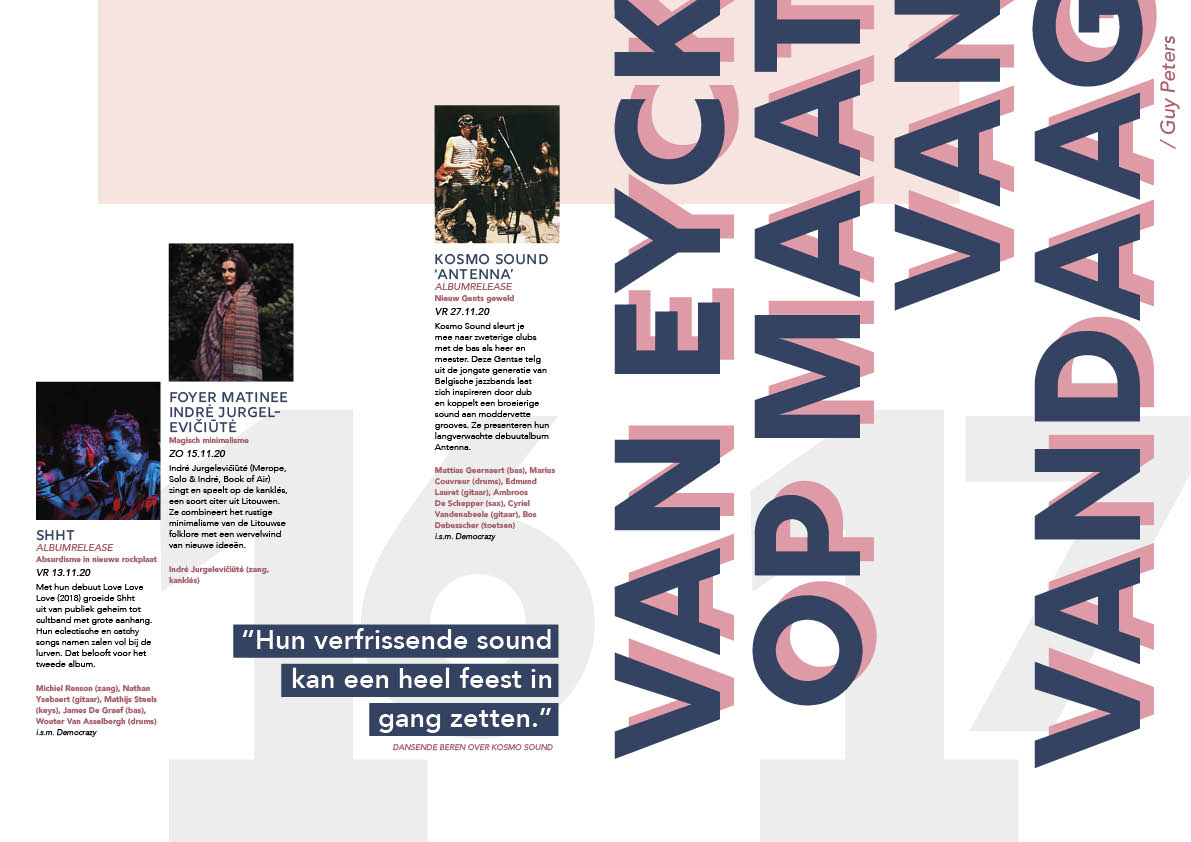 SHHT
ALBUMRELEASE
Absurdisme in nieuwe rockplaat
VR 13.11.20
Met hun debuut Love Love
Love (2018) groeide Shht
uit van publiek geheim tot
cultband met grote aanhang.
Hun eclectische en catchy
songs namen zalen vol bij de
lurven. Dat belooft voor het
tweede album.
Michiel Renson (zang), Nathan
Ysebaert (gitaar), Mathijs Steels
(keys), James De Graef (bas),
Wouter Van Asselbergh (drums)
i.s.m. Democrazy
FOYER MATINEE
INDRĖ JURGEL-
EVIČIŪTĖ
Magisch minimalisme
ZO 15.11.20
Indré Jurgelevičiūtė (Merope,
Solo & Indré, Book of Air)
zingt en speelt op de kanklés,
een soort citer uit Litouwen.
Ze combineert het rustige
minimalisme van de Litouwse
folklore met een wervelwind
van nieuwe ideeën.
Indré Jurgelevičiūtė (zang,
kanklés)
KOSMO SOUND
‘ANTENNA’
ALBUMRELEASE
Nieuw Gents geweld
VR 27.11.20
Kosmo Sound sleurt je
mee naar zweterige clubs
met de bas als heer en
meester. Deze Gentse telg
uit de jongste generatie van
Belgische jazzbands laat
zich inspireren door dub
en koppelt een broeierige
sound aan moddervette
grooves. Ze presenteren hun
langverwachte debuutalbum
Antenna.
Mattias Geernaert (bas), Marius
Couvreur (drums), Edmund
Lauret (gitaar), Ambroos
De Schepper (sax), Cyriel
Vandenabeele (gitaar), Bos
Debusscher (toetsen)
i.s.m. Democrazy
“Hun verfrissende sound
kan een heel feest in
gang zetten.”
DANSENDE BEREN OVER KOSMO SOUND
16
VAN EYCK
OP MAAT
VAN
VANDAAG
/ Guy Peters
17